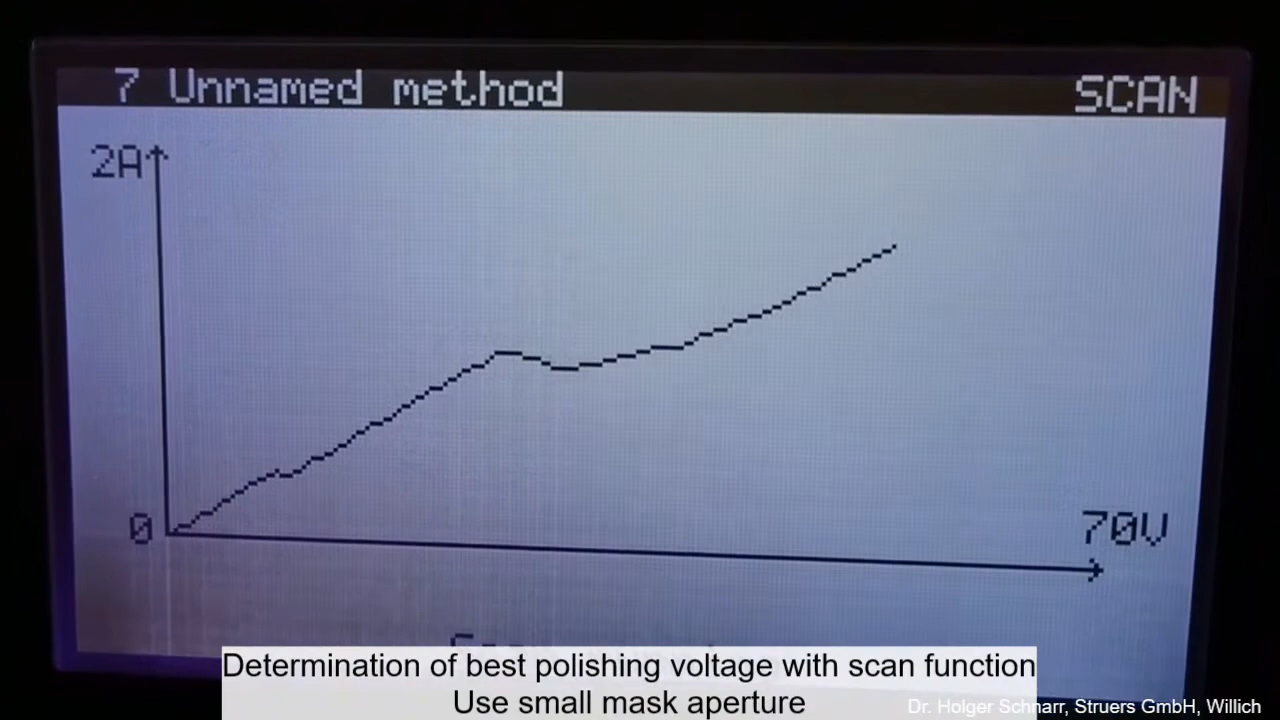 7 Unnamed method SCAN
2A
0
70V
Determination of best polishing voltage with scan function
Use small mask aperture
Dr. Holger Schnarr, Struers GmbH, Willich